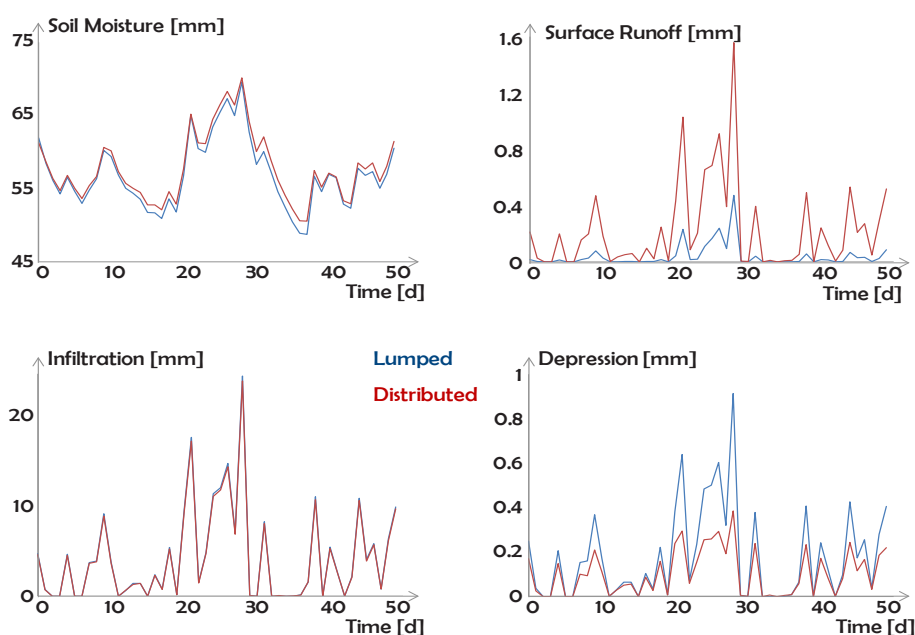 Soil Moisture [mm]
75
65
55
45
0 10 20 30 40 50
Time [d]
Surface Runoff [mm]
1.6
1.2
0.8
0.4
0
0 10 20 30 40 50
Time [d]
Infiltration [mm]
20
10
0
0 10 20 30 40 50
Time [d]
Lumped
Distributed
Depression [mm]
1
0.8
0.6
0.4
0.2
0
0 10 20 30 40 50
Time [d]